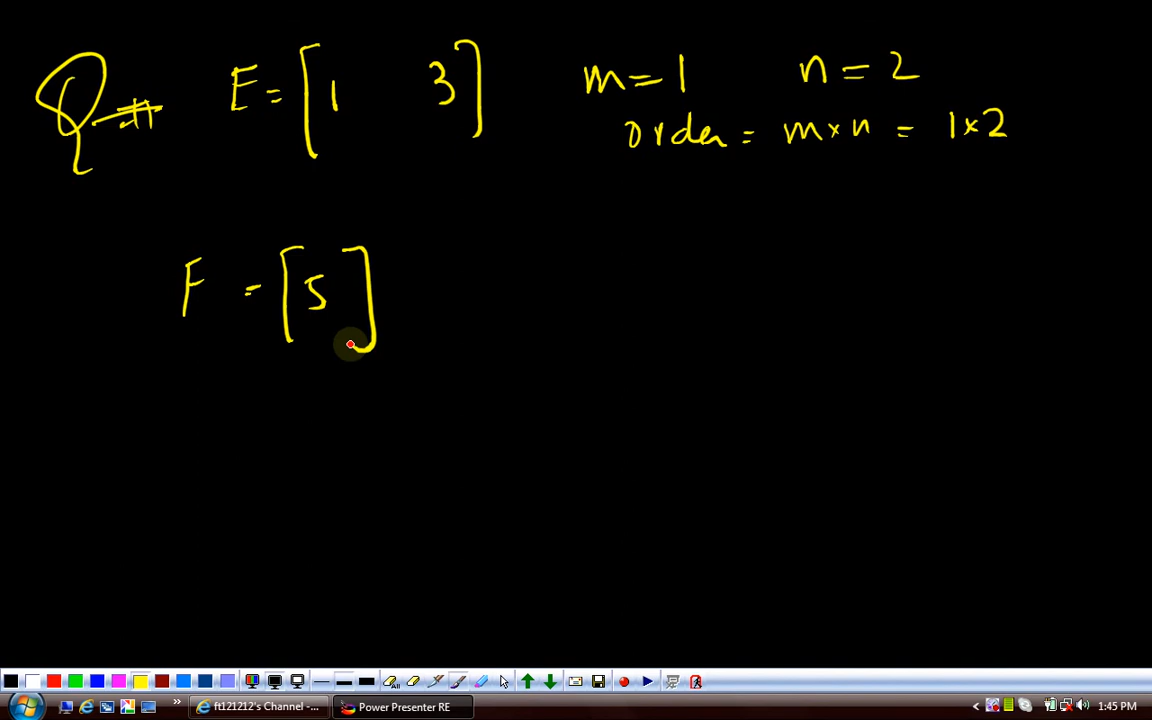 Q# E = [ 1 3 ] m = 1 n = 2
order = m × n = 1 × 2
F = [ 5 ]
ft121212's Channel -...
Power Presenter RE
1:45 PM